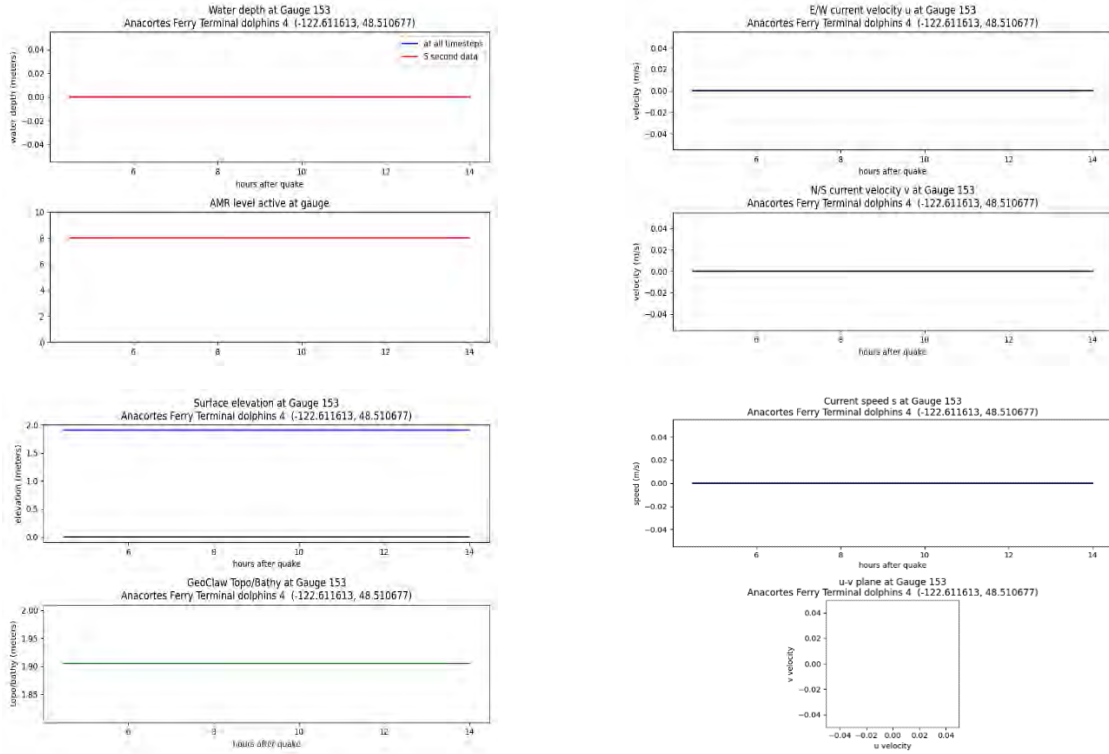 Water depth at Gauge 153
Anacortes Ferry Terminal dolphins 4 (-122.611613, 48.510677)
at all timesteps
5 second data
0.04
0.02
0.00
−0.02
−0.04
water depth (meters)
6
8
10
12
14
hours after quake
AMR level active at gauge
10
8
6
4
2
0
6
8
10
12
14
hours after quake
Surface elevation at Gauge 153
Anacortes Ferry Terminal dolphins 4 (-122.611613, 48.510677)
2.0
1.5
1.0
0.5
0.0
elevation (meters)
6
8
10
12
14
hours after quake
GeoClaw Topo/Bathy at Gauge 153
Anacortes Ferry Terminal dolphins 4 (-122.611613, 48.510677)
2.00
1.95
1.90
1.85
topo/bathy (meters)
6
8
10
12
14
hours after quake
E/W current velocity u at Gauge 153
Anacortes Ferry Terminal dolphins 4 (-122.611613, 48.510677)
0.04
0.02
0.00
−0.02
−0.04
velocity (m/s)
6
8
10
12
14
hours after quake
N/S current velocity v at Gauge 153
Anacortes Ferry Terminal dolphins 4 (-122.611613, 48.510677)
0.04
0.02
0.00
−0.02
−0.04
velocity (m/s)
6
8
10
12
14
hours after quake
Current speed s at Gauge 153
Anacortes Ferry Terminal dolphins 4 (-122.611613, 48.510677)
0.04
0.02
0.00
−0.02
−0.04
speed (m/s)
6
8
10
12
14
hours after quake
u-v plane at Gauge 153
Anacortes Ferry Terminal dolphins 4 (-122.611613, 48.510677)
0.04
0.02
0.00
−0.02
−0.04
v velocity
−0.04
−0.02
0.00
0.02
0.04
u velocity